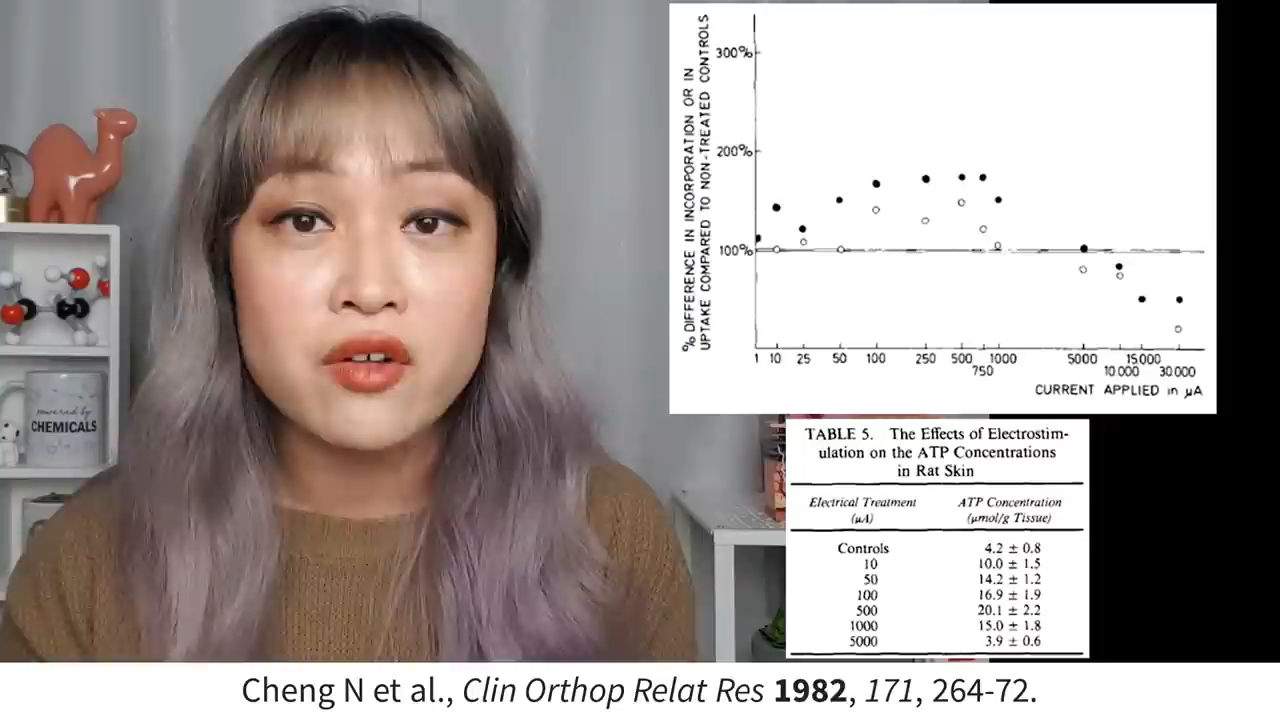 powered by
CHEMICALS
% DIFFERENCE IN INCORPORATION OR IN
UPTAKE COMPARED TO NON-TREATED CONTROLS
300%
200%
100%
1 10 25 50 100 250 500 1000 5000 15.000
750 10 000 30 000
CURRENT APPLIED in µA
TABLE 5. The Effects of Electrostim-
ulation on the ATP Concentrations
in Rat Skin
Electrical Treatment ATP Concentration
(µA) (µmol/g Tissue)
Controls 4.2 ± 0.8
10 10.0 ± 1.5
50 14.2 ± 1.2
100 16.9 ± 1.9
500 20.1 ± 2.2
1000 15.0 ± 1.8
5000 3.9 ± 0.6
Cheng N et al., Clin Orthop Relat Res 1982, 171, 264-72.